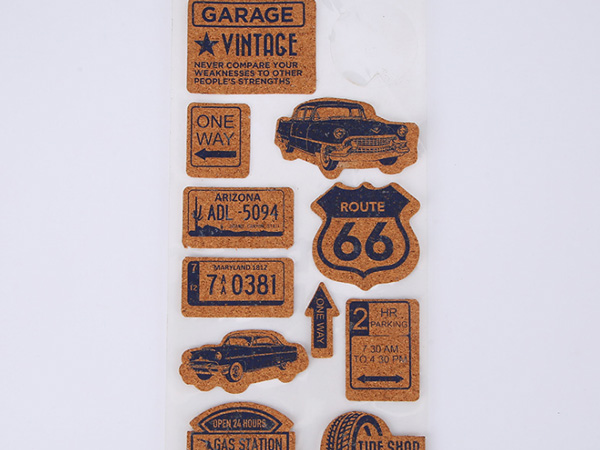 GARAGE
★ VINTAGE
NEVER COMPARE YOUR
WEAKNESSES TO OTHER
PEOPLE'S STRENGTHS
ONE
WAY
ARIZONA
ADL-5094
ROUTE
66
MARYLAND 1812
7
7 0381
ONE WAY
2 HR
PARKING
7:30 AM
TO 4:30 PM
OPEN 24 HOURS
GAS STATION
TIRE SHOP